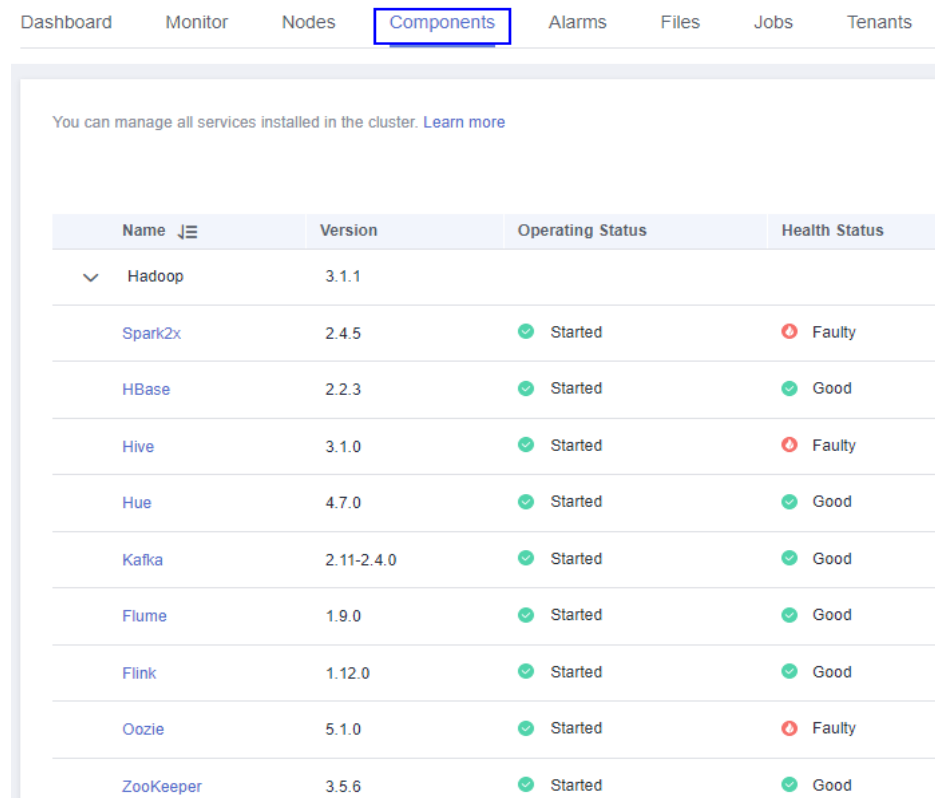 Dashboard Monitor Nodes Components Alarms Files Jobs Tenants
You can manage all services installed in the cluster. Learn more
Name Version Operating Status Health Status
Hadoop 3.1.1
Spark2x 2.4.5 Started Faulty
HBase 2.2.3 Started Good
Hive 3.1.0 Started Faulty
Hue 4.7.0 Started Good
Kafka 2.11-2.4.0 Started Good
Flume 1.9.0 Started Good
Flink 1.12.0 Started Good
Oozie 5.1.0 Started Faulty
ZooKeeper 3.5.6 Started Good